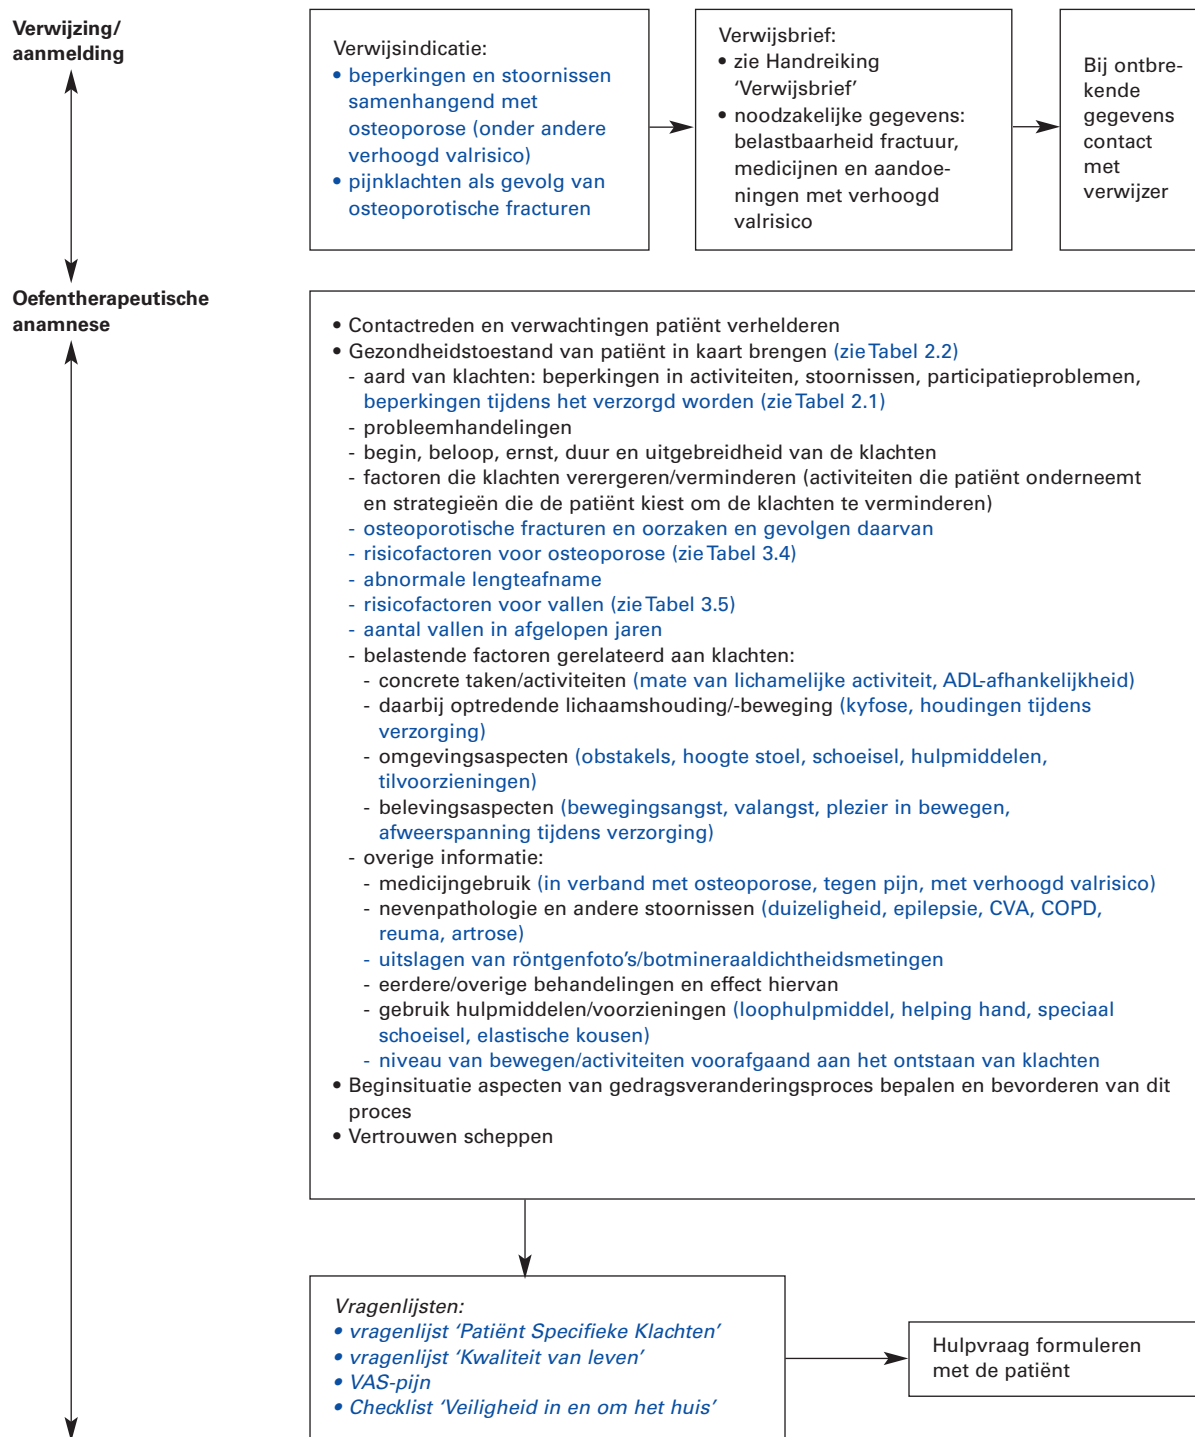 Verwijzing/
aanmelding
Verwijsindicatie:
• beperkingen en stoornissen
samenhangend met
osteoporose (onder andere
verhoogd valrisico)
• pijnklachten als gevolg van
osteoporotische fracturen
Verwijsbrief:
• zie Handreiking
‘Verwijsbrief’
• noodzakelijke gegevens:
belastbaarheid fractuur,
medicijnen en aandoe-
ningen met verhoogd
valrisico
Bij ontbre-
kende
gegevens
contact
met
verwijzer
Oefentherapeutische
anamnese
• Contactreden en verwachtingen patiënt verhelderen
• Gezondheidstoestand van patiënt in kaart brengen (zie Tabel 2.2)
- aard van klachten: beperkingen in activiteiten, stoornissen, participatieproblemen,
beperkingen tijdens het verzorgd worden (zie Tabel 2.1)
- probleemhandelingen
- begin, beloop, ernst, duur en uitgebreidheid van de klachten
- factoren die klachten verergeren/verminderen (activiteiten die patiënt onderneemt
en strategieën die de patiënt kiest om de klachten te verminderen)
- osteoporotische fracturen en oorzaken en gevolgen daarvan
- risicofactoren voor osteoporose (zie Tabel 3.4)
- abnormale lengteafname
- risicofactoren voor vallen (zie Tabel 3.5)
- aantal vallen in afgelopen jaren
- belastende factoren gerelateerd aan klachten:
- concrete taken/activiteiten (mate van lichamelijke activiteit, ADL-afhankelijkheid)
- daarbij optredende lichaamshouding/-beweging (kyfose, houdingen tijdens
verzorging)
- omgevingsaspecten (obstakels, hoogte stoel, schoeisel, hulpmiddelen,
tilvoorzieningen)
- belevingsaspecten (bewegingsangst, valangst, plezier in bewegen,
afweerspanning tijdens verzorging)
- overige informatie:
- medicijngebruik (in verband met osteoporose, tegen pijn, met verhoogd valrisico)
- nevenpathologie en andere stoornissen (duizeligheid, epilepsie, CVA, COPD,
reuma, artrose)
- uitslagen van röntgenfoto’s/botmineraaldichtheidsmetingen
- eerdere/overige behandelingen en effect hiervan
- gebruik hulpmiddelen/voorzieningen (loophulpmiddel, helping hand, speciaal
schoeisel, elastische kousen)
- niveau van bewegen/activiteiten voorafgaand aan het ontstaan van klachten
• Beginsituatie aspecten van gedragsveranderingsproces bepalen en bevorderen van dit
proces
• Vertrouwen scheppen
Vragenlijsten:
• vragenlijst ‘Patiënt Specifieke Klachten’
• vragenlijst ‘Kwaliteit van leven’
• VAS-pijn
• Checklist ‘Veiligheid in en om het huis’
Hulpvraag formuleren
met de patiënt